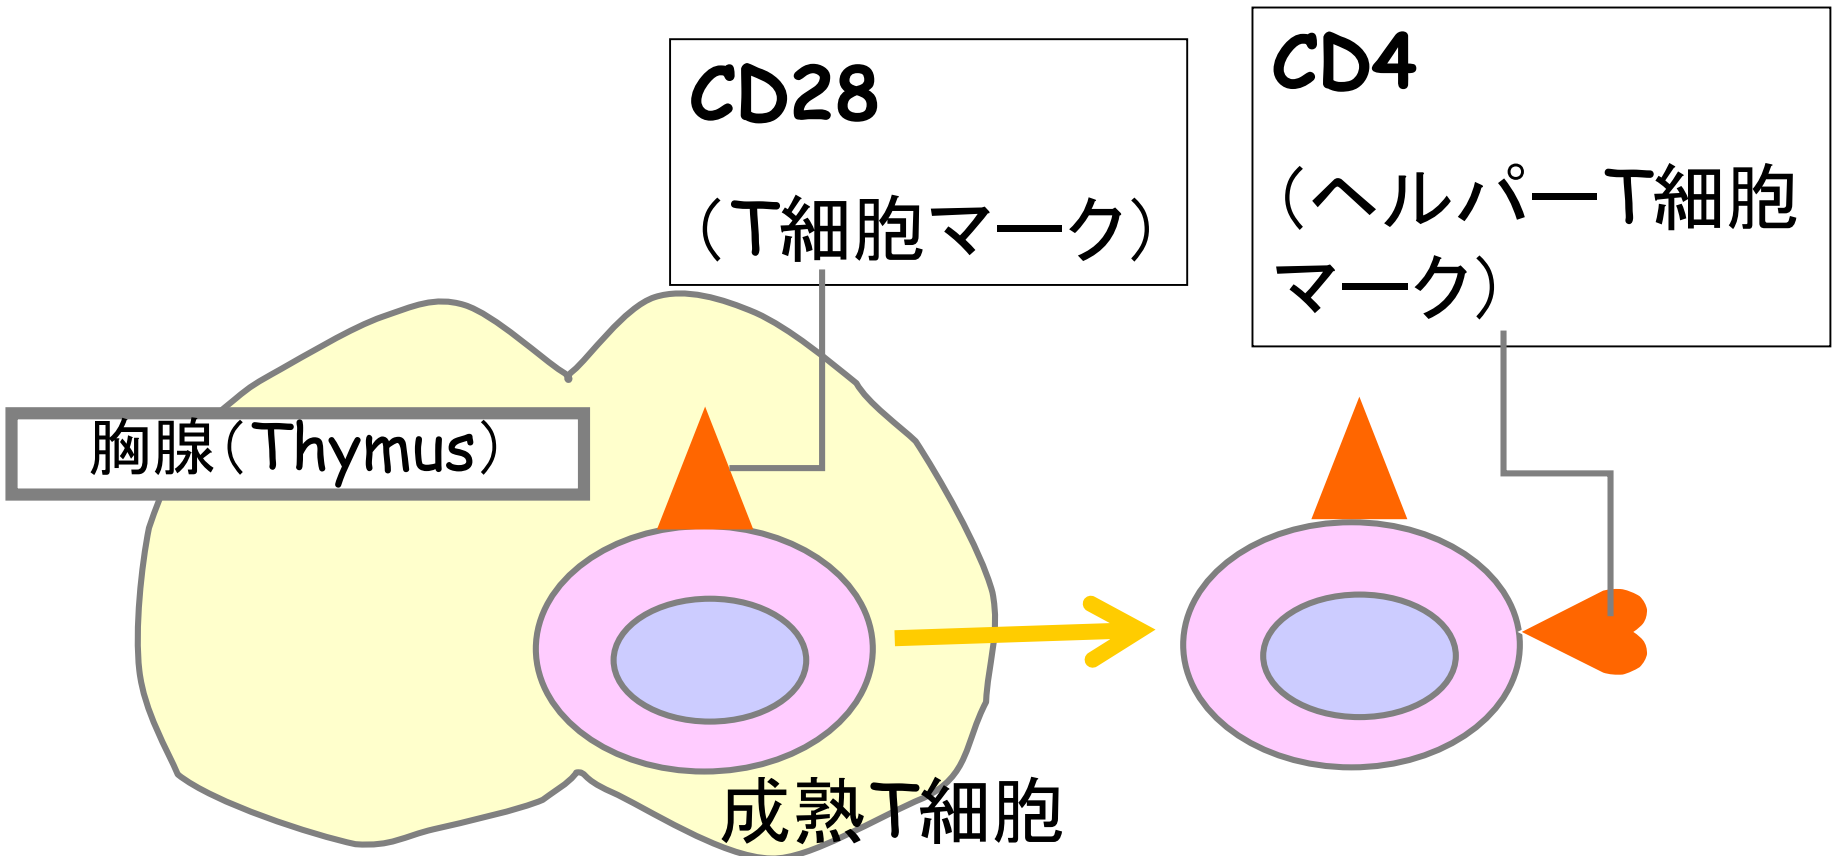 CD28
（T細胞マーク）
CD4
（ヘルパーT細胞
マーク）
胸腺（Thymus）
成熟T細胞